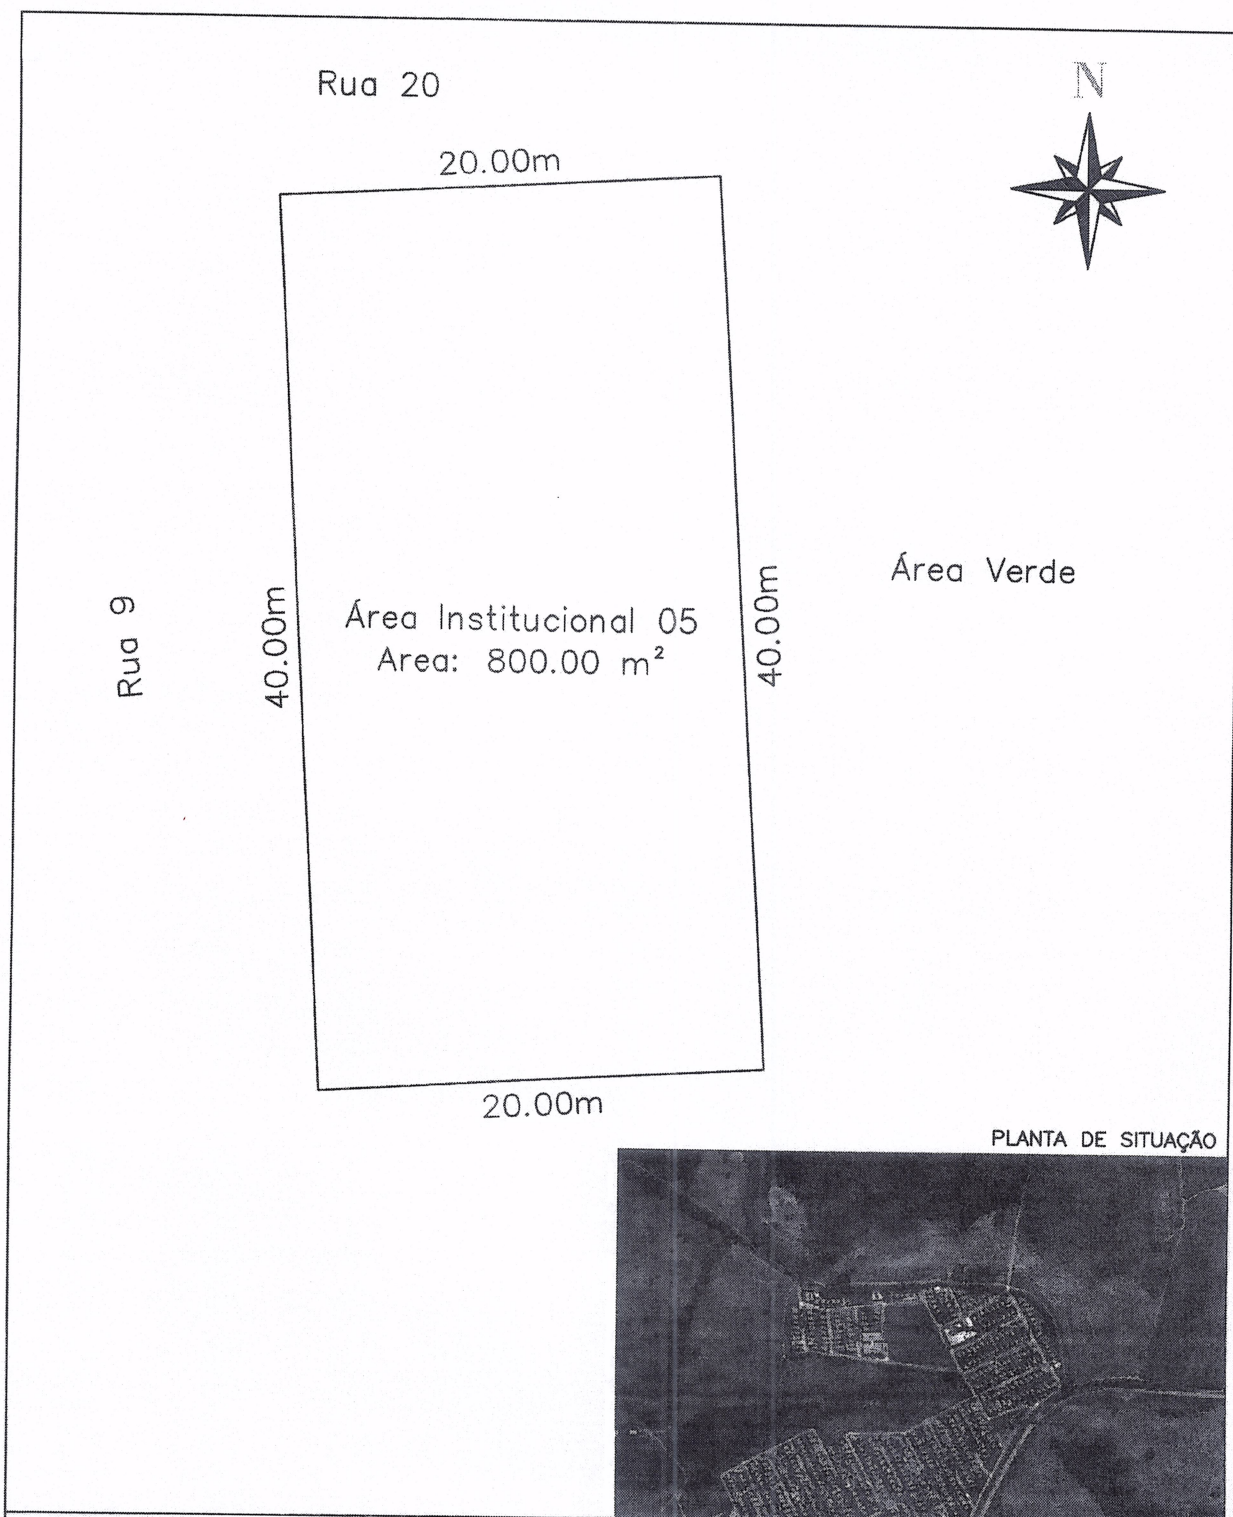 Rua 20
N
20.00m
Área Verde
Rua 9
40.00m
Área Institucional 05
Area: 800.00 m²
40.00m
20.00m
PLANTA DE SITUAÇÃO